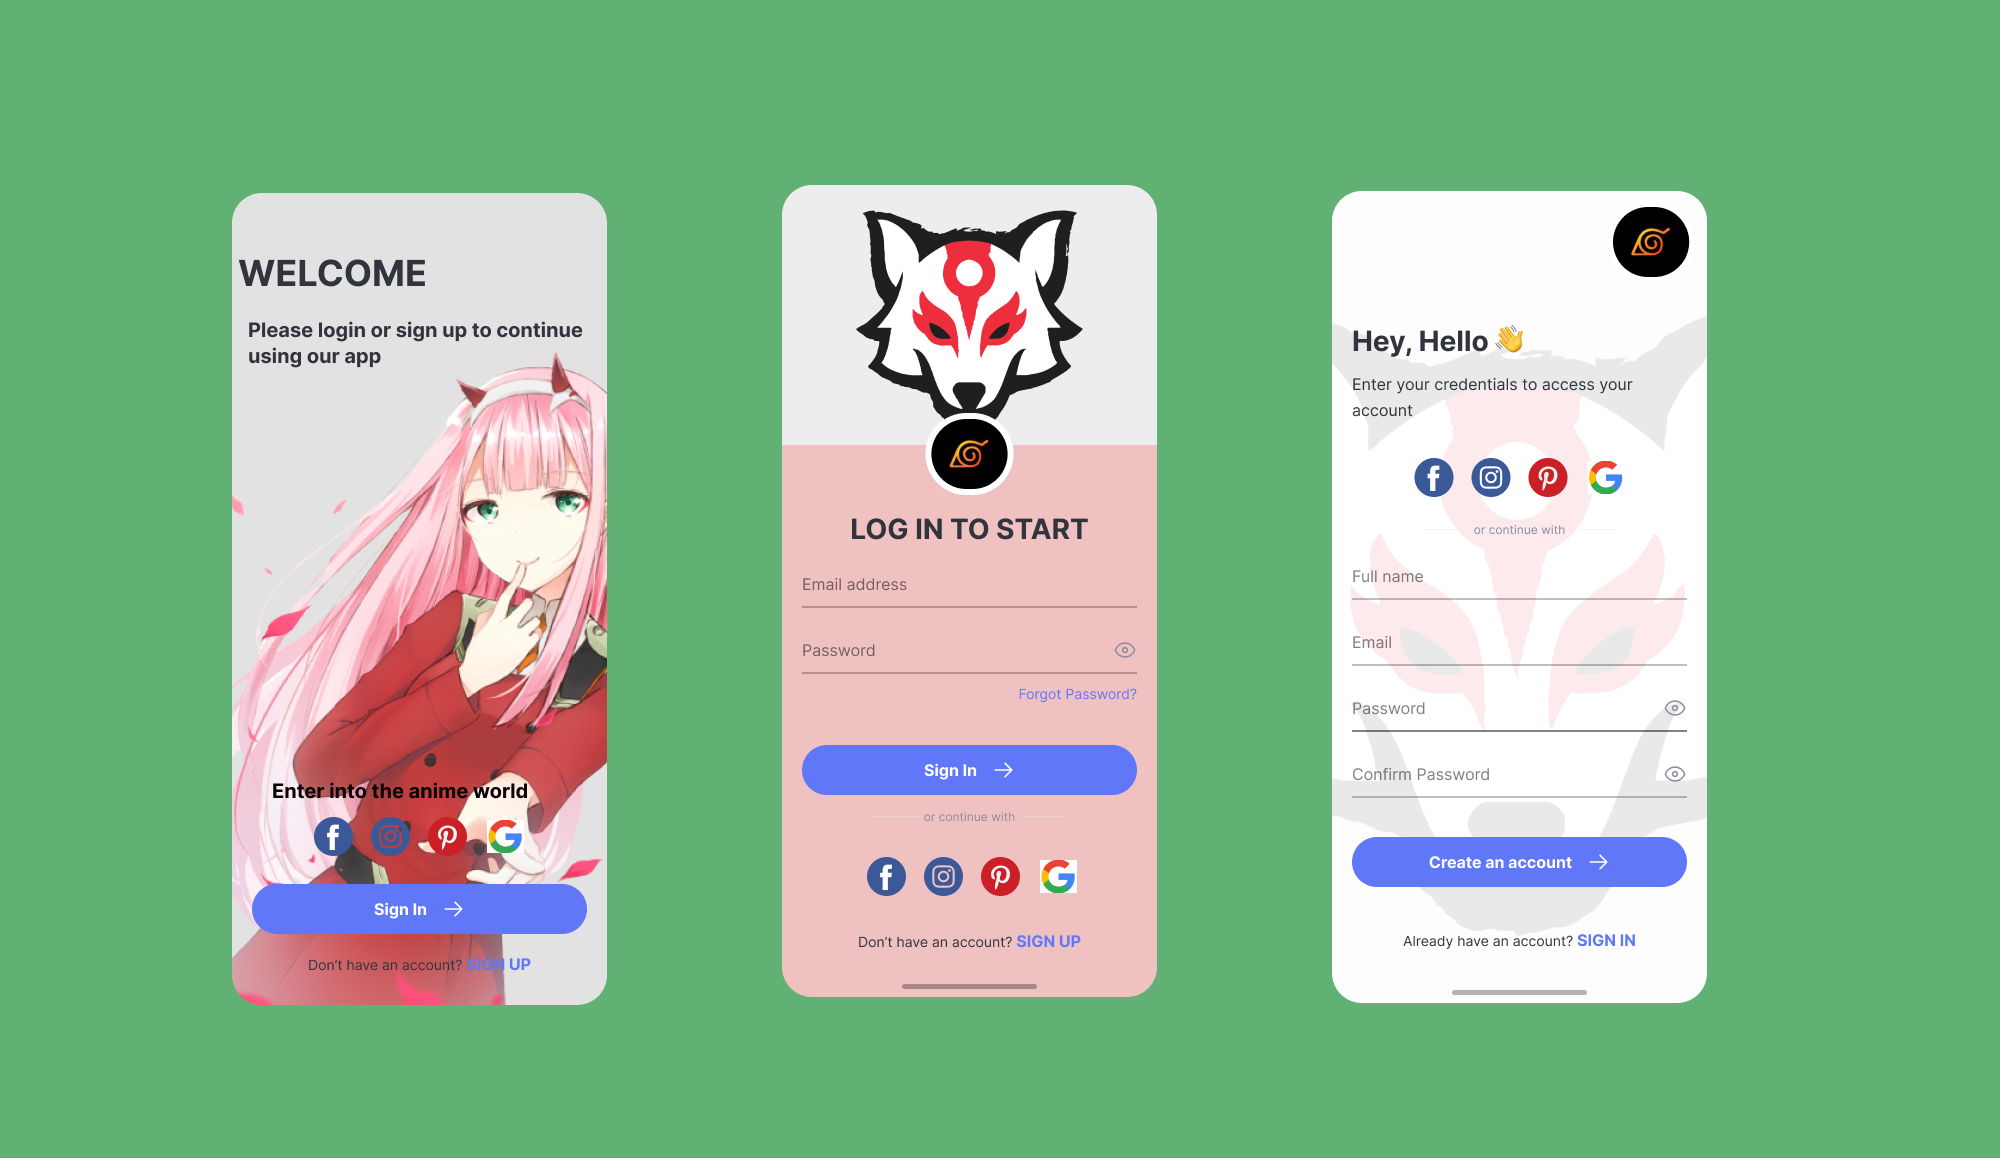 WELCOME
Please login or sign up to continue
using our app
Enter into the anime world
Sign In
Don't have an account? SIGN UP
LOG IN TO START
Email address
Password
Forgot Password?
Sign In
or continue with
Don't have an account? SIGN UP
Hey, Hello 👋
Enter your credentials to access your
account
or continue with
Full name
Email
Password
Confirm Password
Create an account
Already have an account? SIGN IN